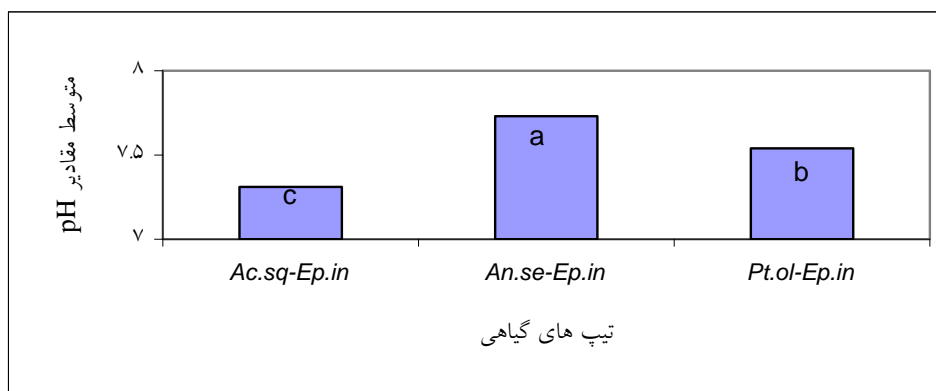 متوسط مقادیر pH
۸
۷.۵
۷
c
a
b
Ac.sq-Ep.in
An.se-Ep.in
Pt.ol-Ep.in
تیپ های گیاهی